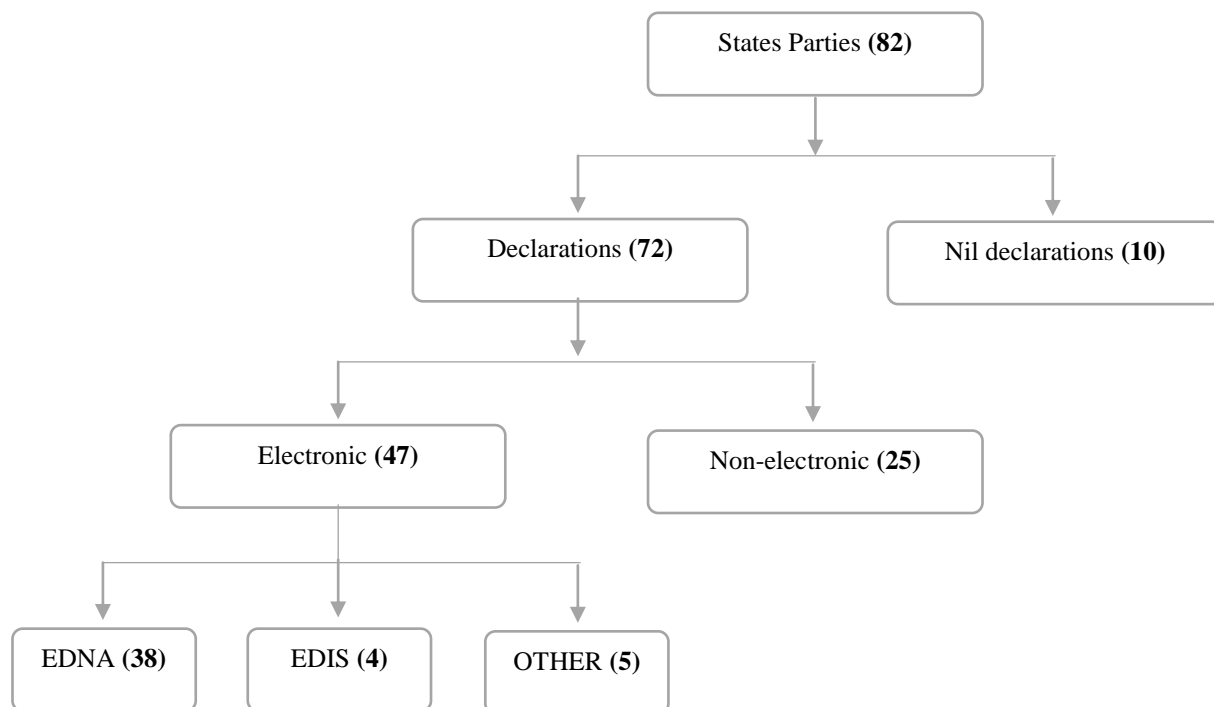 States Parties (82)
Declarations (72)
Nil declarations (10)
Electronic (47)
Non-electronic (25)
EDNA (38)
EDIS (4)
OTHER (5)